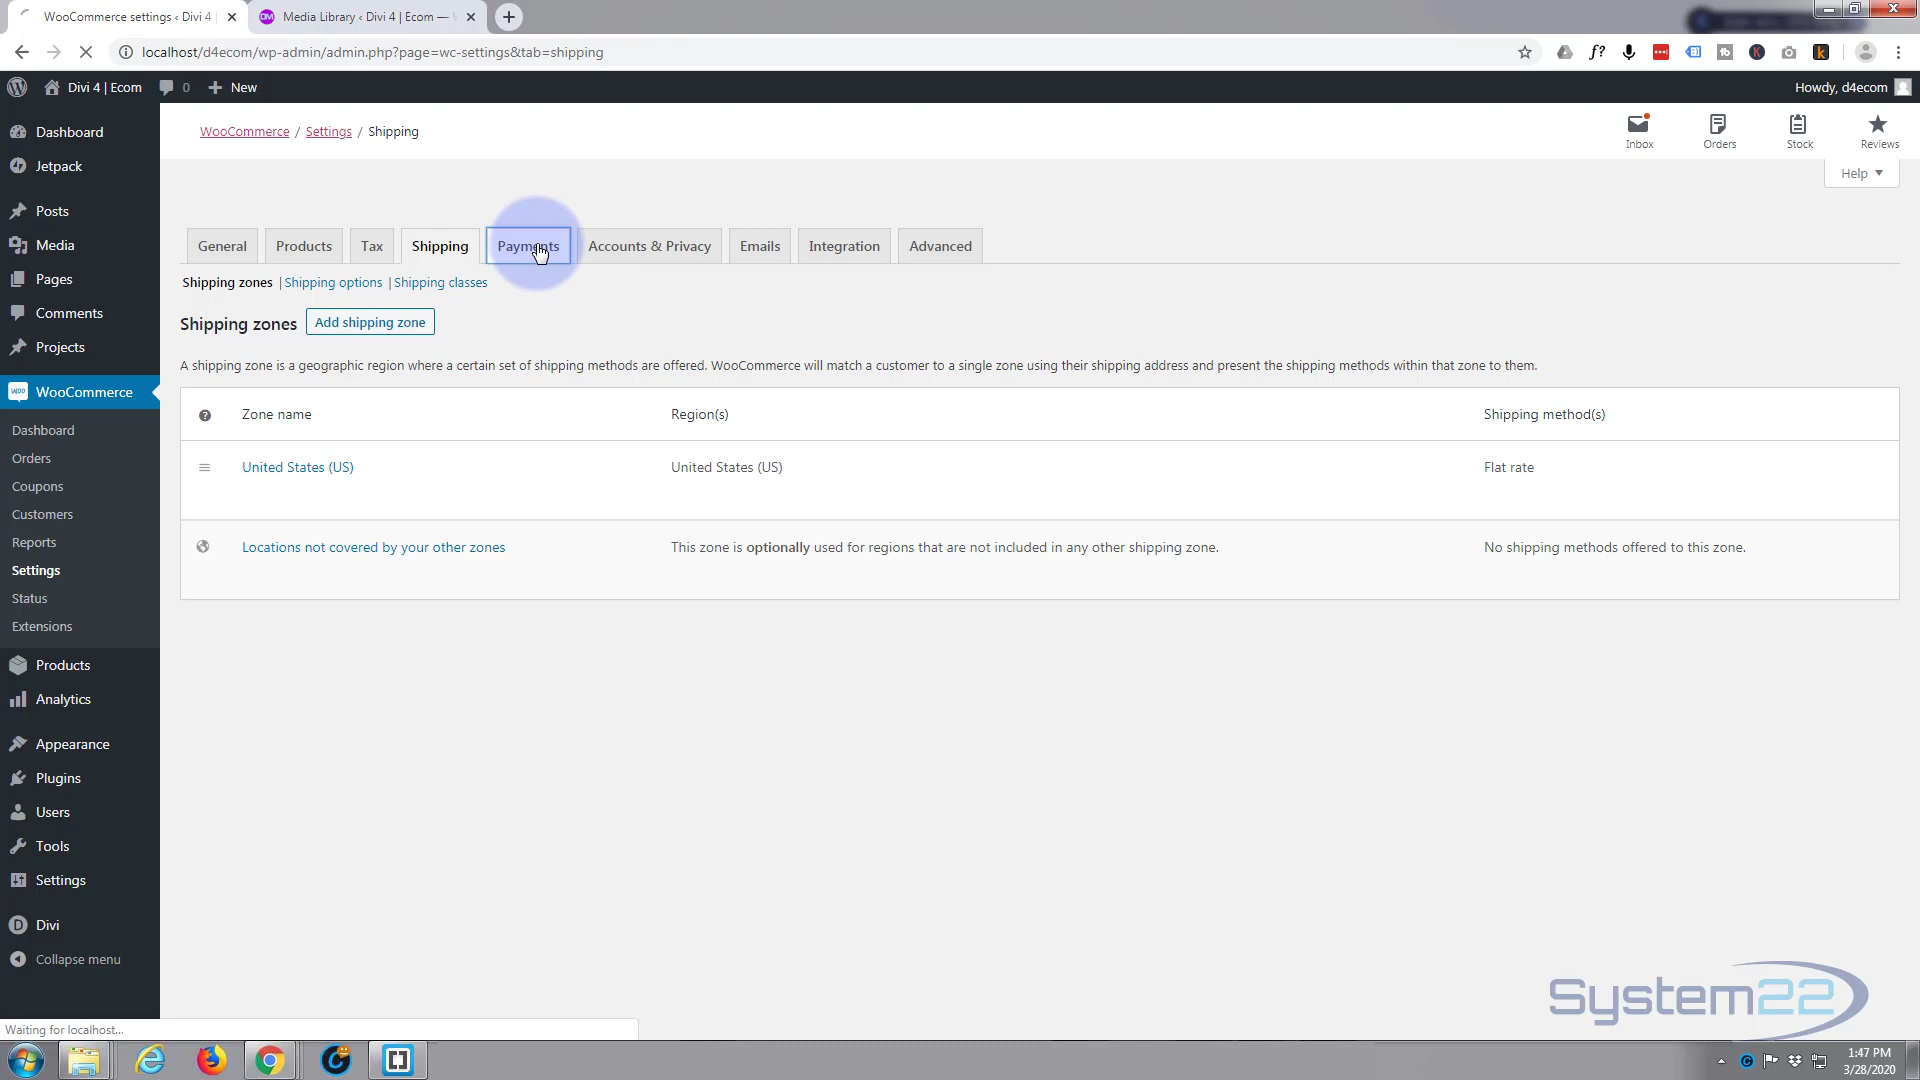 WooCommerce settings ‹ Divi 4 |
Media Library ‹ Divi 4 | Ecom —
localhost/d4ecom/wp-admin/admin.php?page=wc-settings&tab=shipping
Divi 4 | Ecom
0
New
Howdy, d4ecom
Dashboard
Jetpack
Posts
Media
Pages
Comments
Projects
WooCommerce
Dashboard
Orders
Coupons
Customers
Reports
Settings
Status
Extensions
Products
Analytics
Appearance
Plugins
Users
Tools
Settings
Divi
Collapse menu
WooCommerce / Settings / Shipping
Inbox
Orders
Stock
Reviews
Help
General
Products
Tax
Shipping
Payments
Accounts & Privacy
Emails
Integration
Advanced
Shipping zones | Shipping options | Shipping classes
Shipping zones
Add shipping zone
A shipping zone is a geographic region where a certain set of shipping methods are offered. WooCommerce will match a customer to a single zone using their shipping address and present the shipping methods within that zone to them.
Zone name
Region(s)
Shipping method(s)
United States (US)
United States (US)
Flat rate
Locations not covered by your other zones
This zone is optionally used for regions that are not included in any other shipping zone.
No shipping methods offered to this zone.
System22
Waiting for localhost...
1:47 PM
3/28/2020